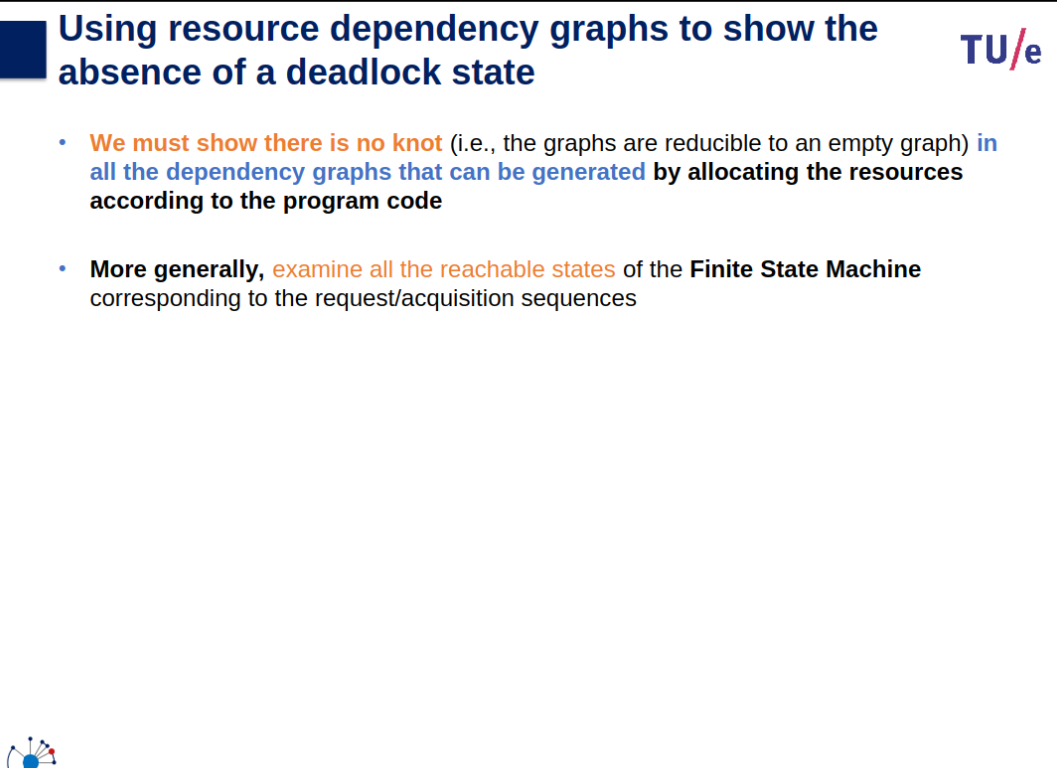 Using resource dependency graphs to show the
absence of a deadlock state
TU/e
• We must show there is no knot (i.e., the graphs are reducible to an empty graph) in
all the dependency graphs that can be generated by allocating the resources
according to the program code
• More generally, examine all the reachable states of the Finite State Machine
corresponding to the request/acquisition sequences